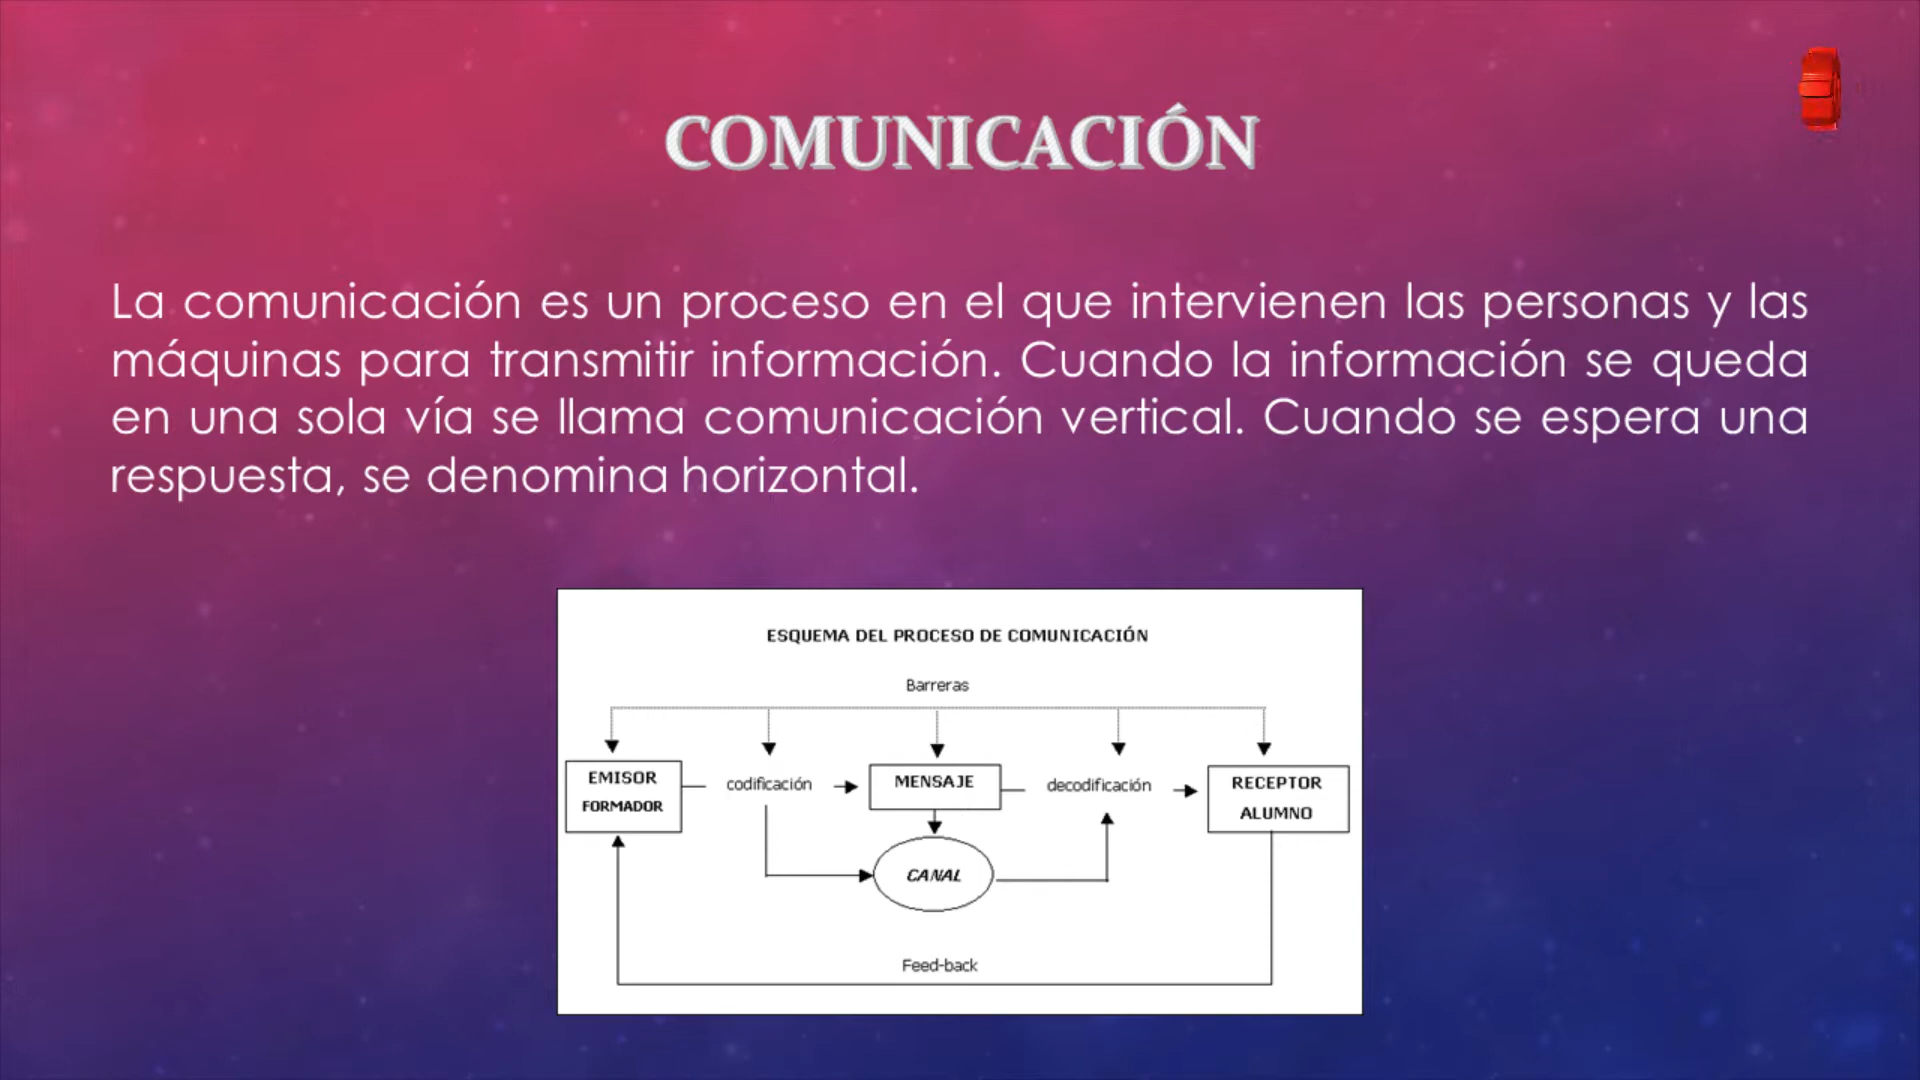 COMUNICACIÓN
La comunicación es un proceso en el que intervienen las personas y las
máquinas para transmitir información. Cuando la información se queda
en una sola vía se llama comunicación vertical. Cuando se espera una
respuesta, se denomina horizontal.
ESQUEMA DEL PROCESO DE COMUNICACIÓN
Barreras
EMISOR
FORMADOR
codificación
MENSAJE
decodificación
RECEPTOR
ALUMNO
CANAL
Feed-back